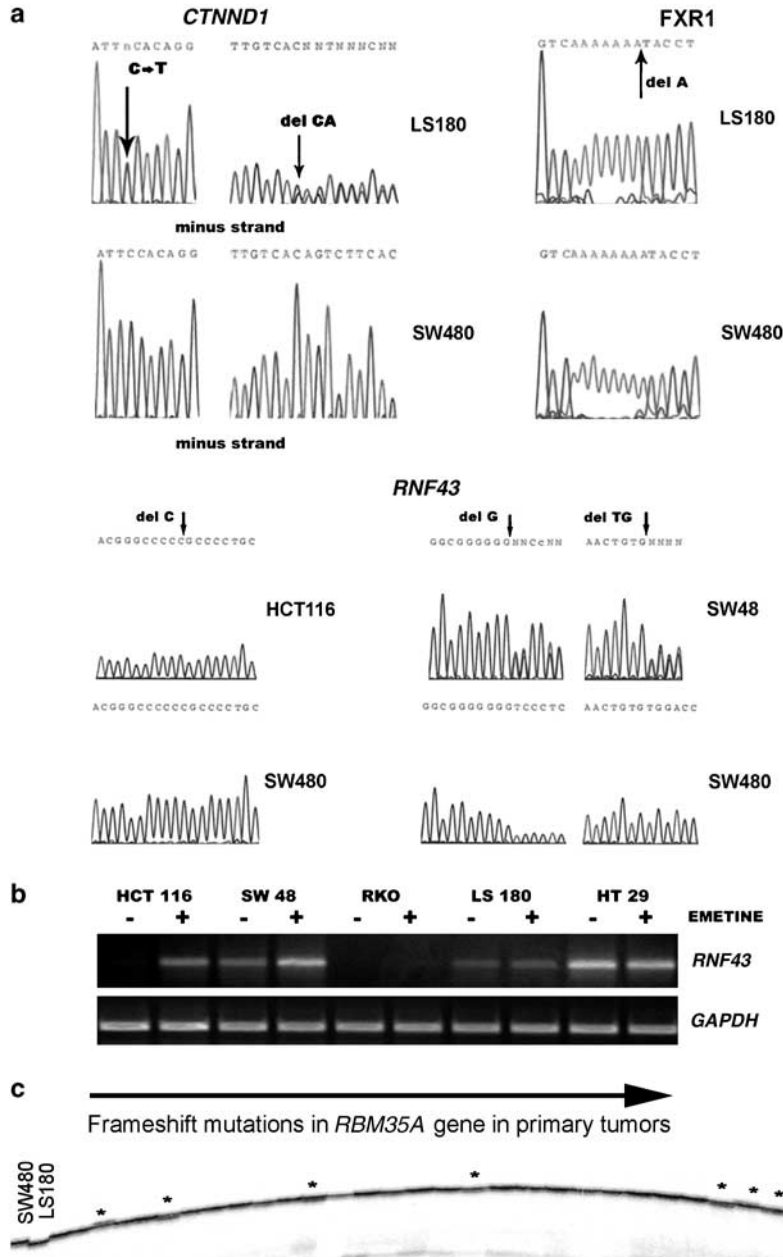 a
CTNND1
FXR1
ATTnCACAGG TTGTCACNNTNNNCNN
GTCAAAAAAATACCT
C→T
del CA
del A
LS180
LS180
minus strand
ATTCCACAGG TTGTCACAGTCTTCAC
GTCAAAAAAAATACCT
SW480
SW480
minus strand
RNF43
del C
del G
del TG
ACGGGCCCCCGCCCCTGC
GGCGGGGGGNNCcNN
AACTGTGNNNN
HCT116
SW48
ACGGGCCCCCCGCCCCTGC
GGCGGGGGGGTCCCTC
AACTGTGTGGACC
SW480
SW480
b
HCT 116 SW 48 RKO LS 180 HT 29
- + - + - + - + - + EMETINE
RNF43
GAPDH
c
Frameshift mutations in RBM35A gene in primary tumors
SW480
LS180
* * * * * * *